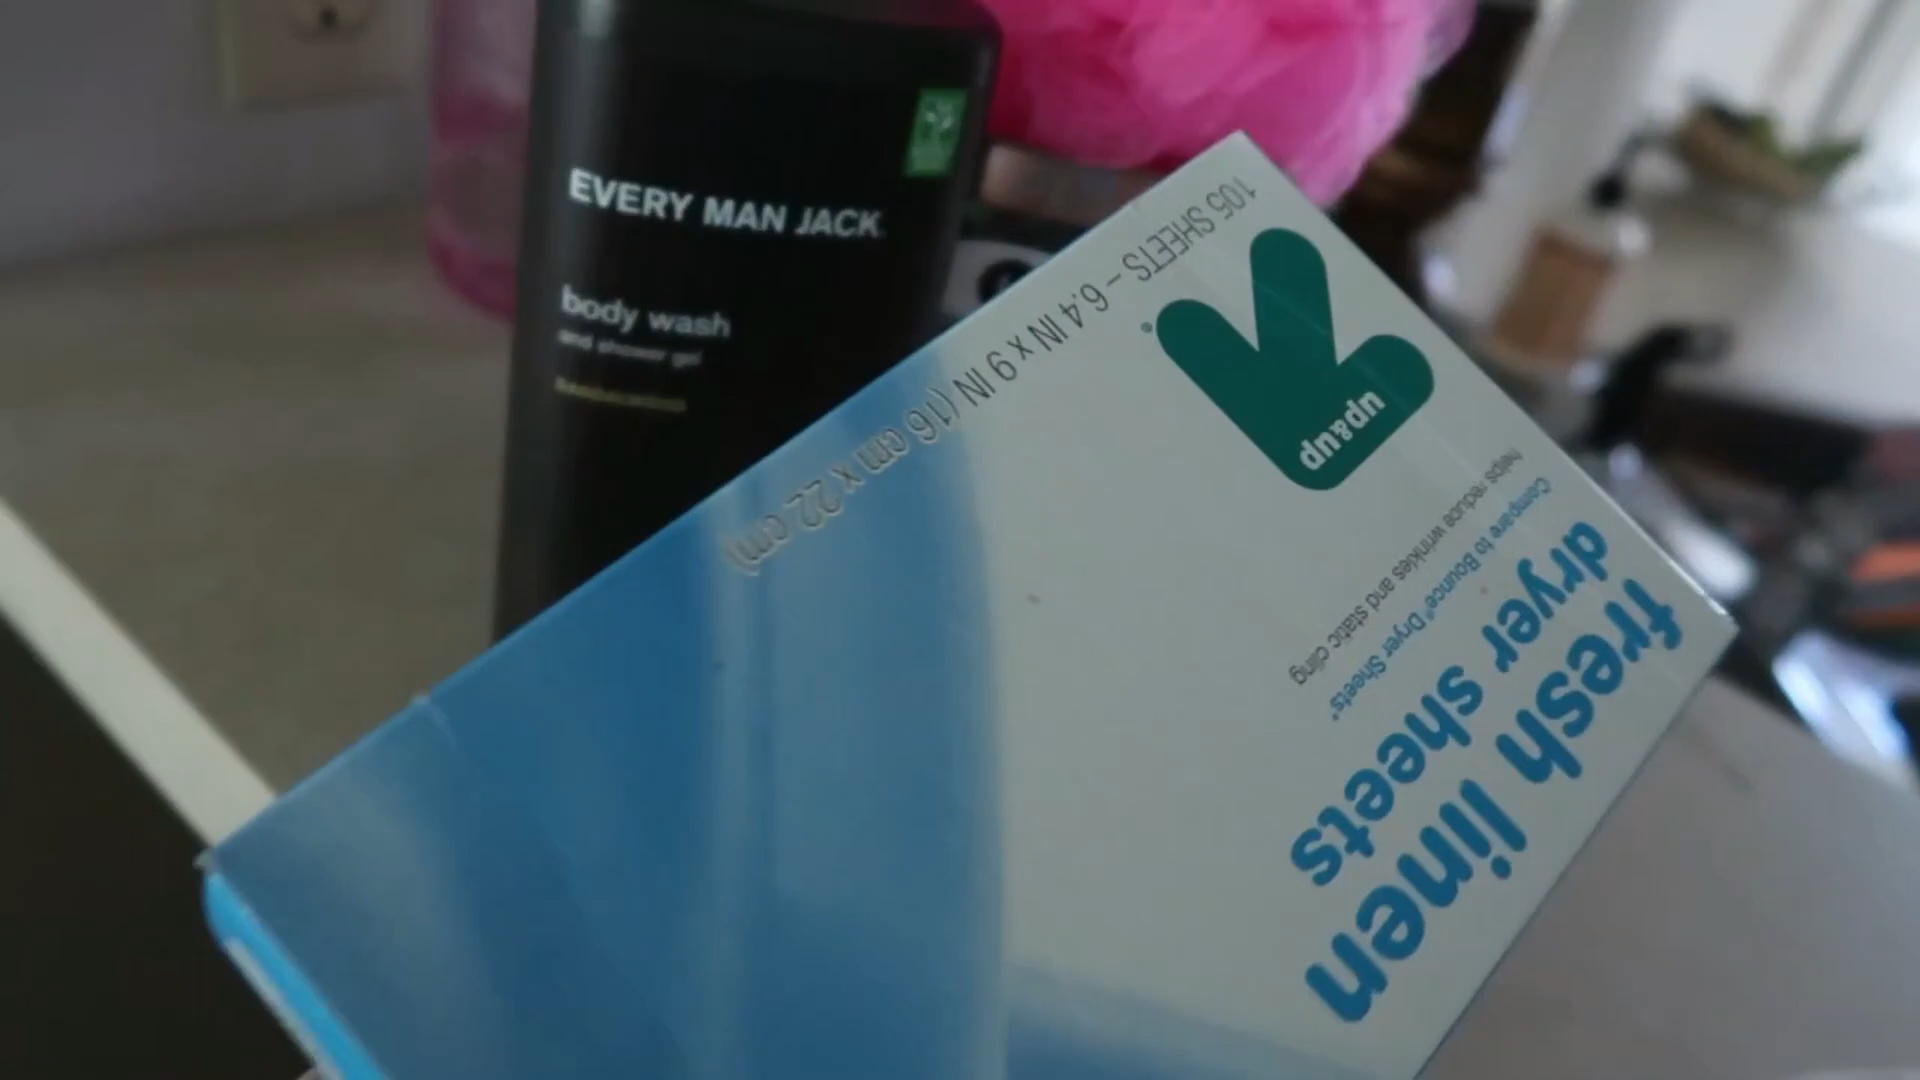 EVERY MAN JACK
body wash
and shower gel
105 SHEETS – 6.4 IN x 9 IN (16 cm x 22 cm)
up&up
helps reduce wrinkles and static cling
Compare to Bounce® Dryer Sheets*
dryer sheets
fresh linen